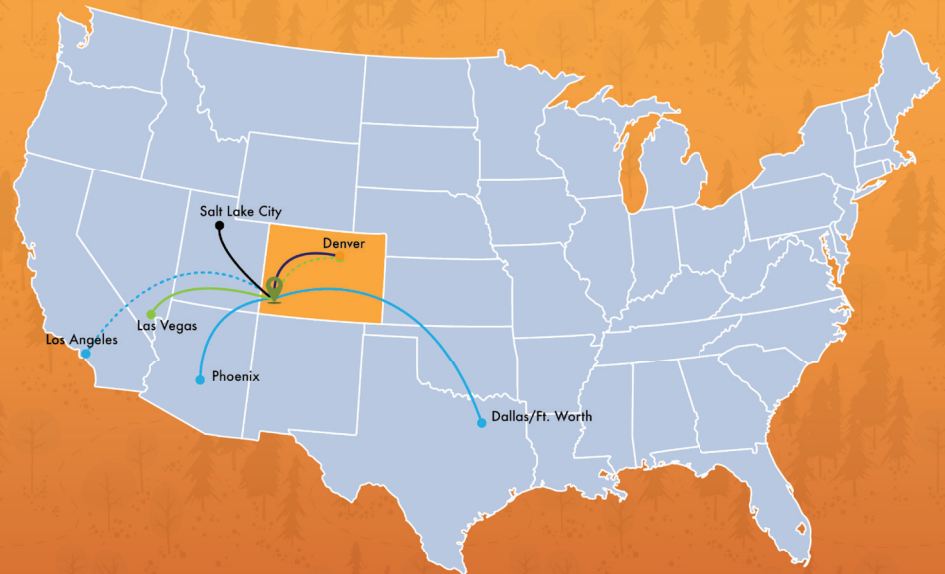 Salt Lake City
Denver
Las Vegas
Los Angeles
Phoenix
Dallas/Ft. Worth